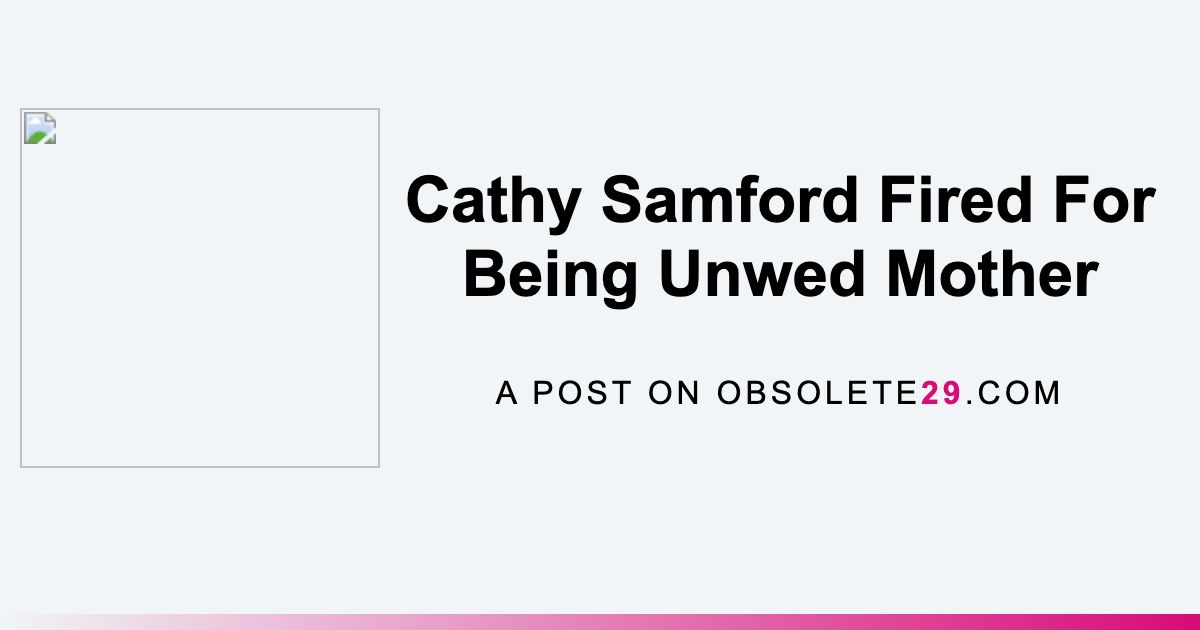 Cathy Samford Fired For
Being Unwed Mother
A POST ON OBSOLETE29.COM